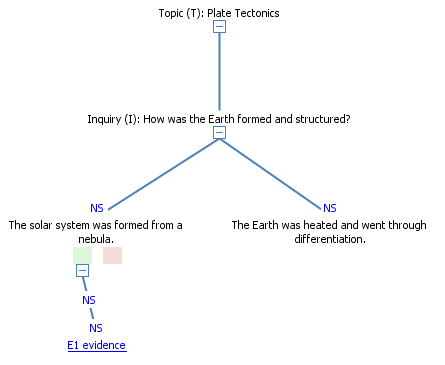 Topic (T): Plate Tectonics
Inquiry (I): How was the Earth formed and structured?
NS
NS
The solar system was formed from a
nebula.
The Earth was heated and went through
differentiation.
NS
NS
E1 evidence